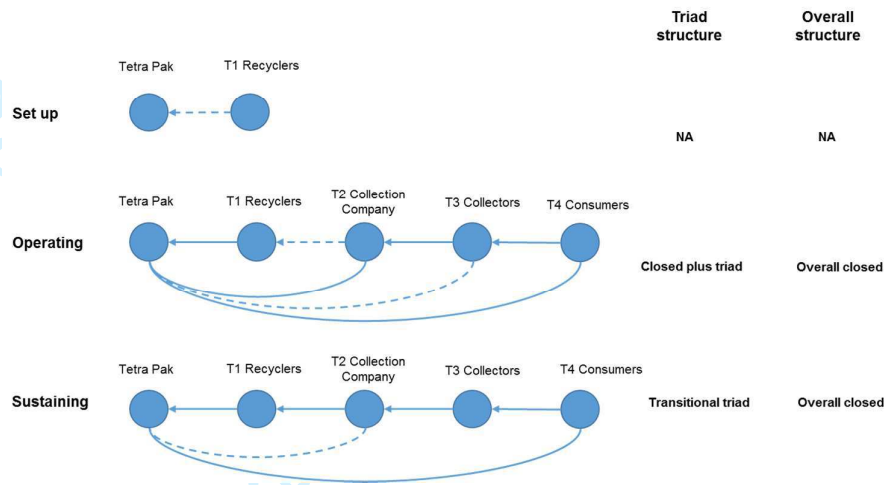 Triad
structure
Overall
structure
Tetra Pak
T1 Recyclers
Set up
NA
NA
Tetra Pak
T1 Recyclers
T2 Collection
Company
T3 Collectors
T4 Consumers
Operating
Closed plus triad
Overall closed
Tetra Pak
T1 Recyclers
T2 Collection
Company
T3 Collectors
T4 Consumers
Sustaining
Transitional triad
Overall closed